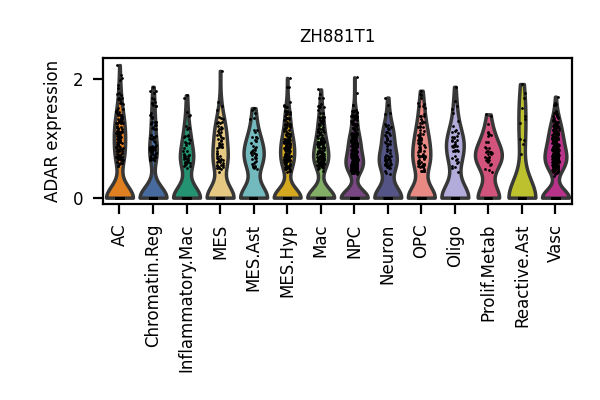 ZH881T1
ADAR expression
2
0
AC
Chromatin.Reg
Inflammatory.Mac
MES
MES.Ast
MES.Hyp
Mac
NPC
Neuron
OPC
Oligo
Prolif.Metab
Reactive.Ast
Vasc